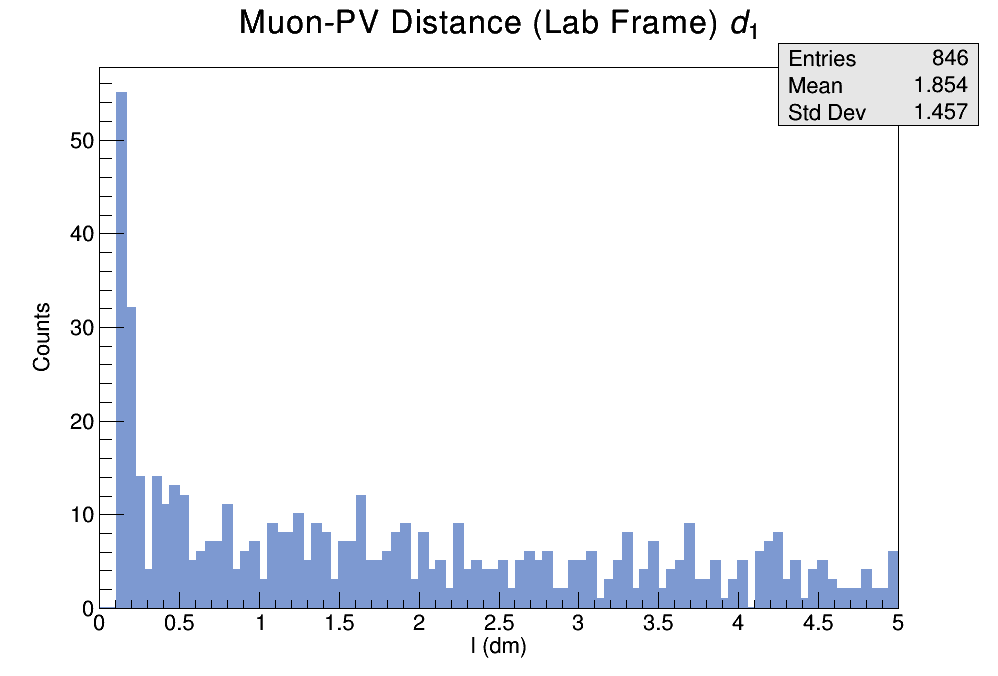 Muon-PV Distance (Lab Frame) d₁
Entries 846
Mean 1.854
Std Dev 1.457
50
40
30
20
10
0
Counts
0 0.5 1 1.5 2 2.5 3 3.5 4 4.5 5
l (dm)